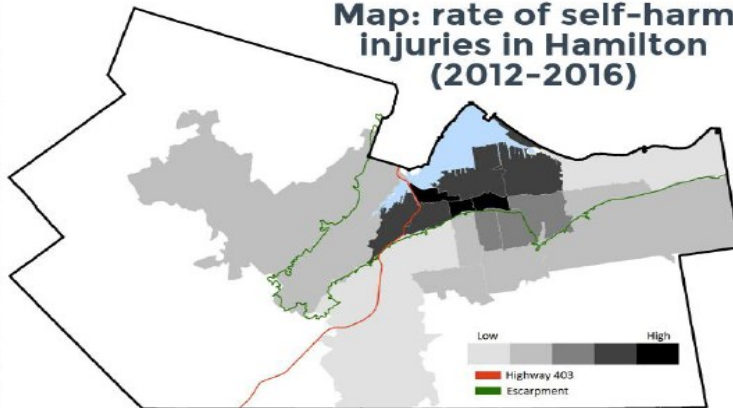 Map: rate of self-harm
injuries in Hamilton
(2012-2016)
Low High
Highway 403
Escarpment